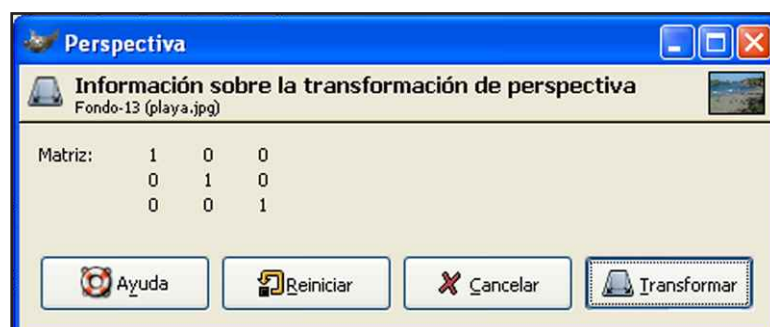 Perspectiva
Información sobre la transformación de perspectiva
Fondo-13 (playa.jpg)
Matriz: 1 0 0
0 1 0
0 0 1
Ayuda Reiniciar Cancelar Transformar